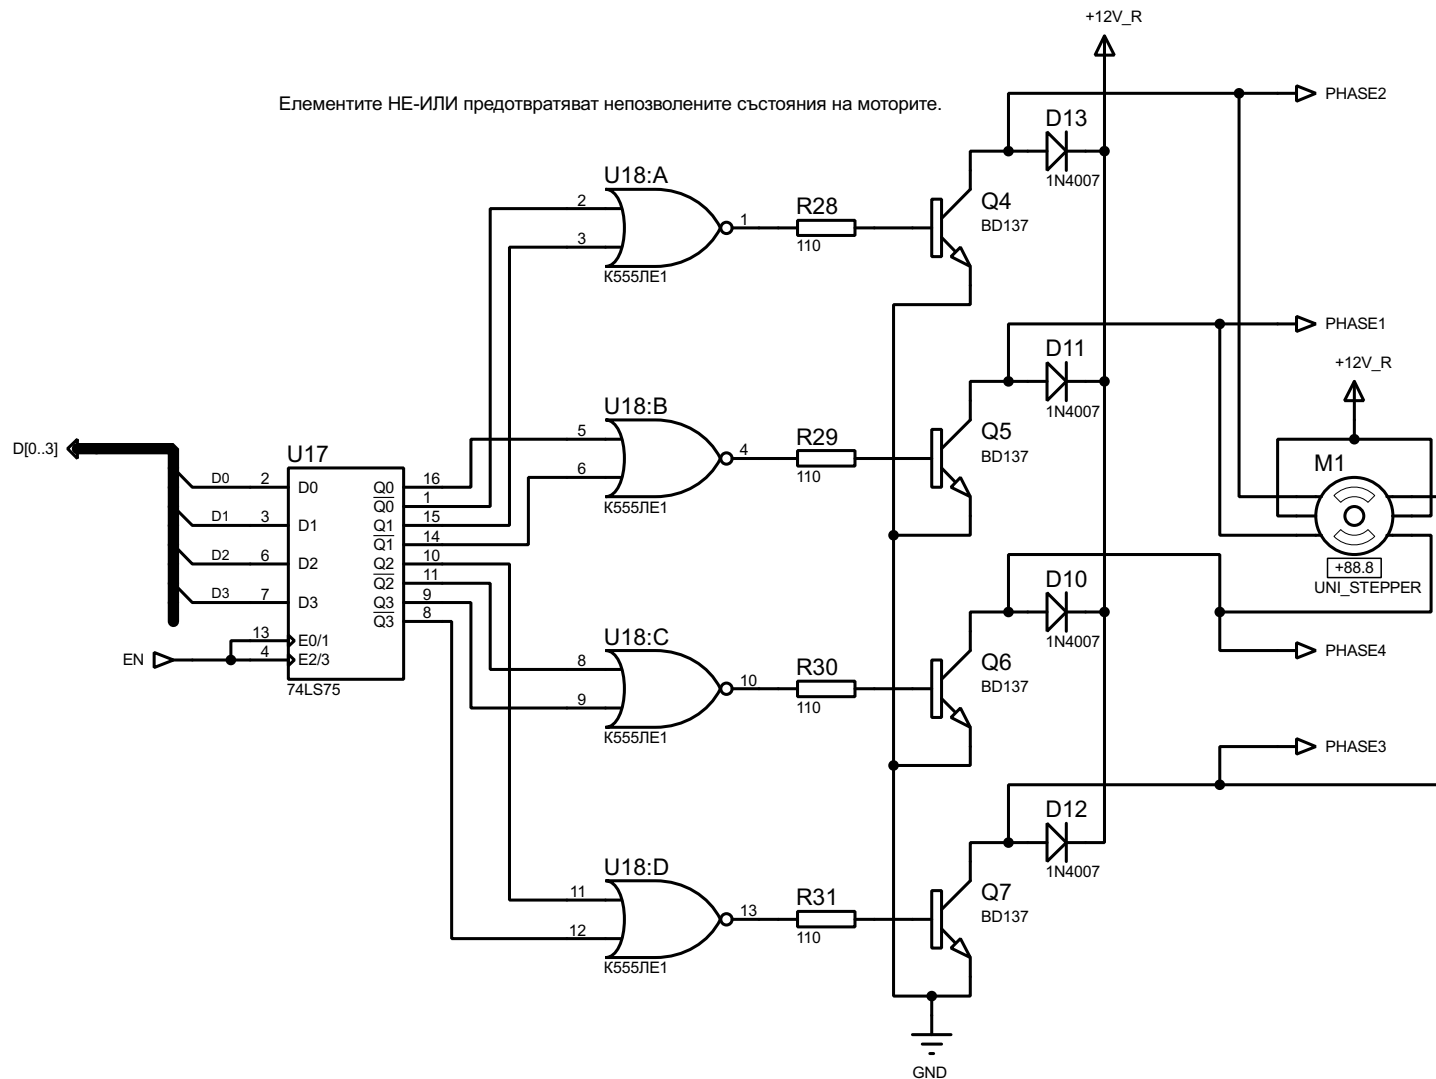 +12V_R
PHASE2
Елементите НЕ-ИЛИ предотвратяват непозволените състояния на моторите.
D13
1N4007
U18:A
2
3
1
К555ЛЕ1
R28
110
Q4
BD137
PHASE1
D11
1N4007
+12V_R
U18:B
5
6
4
К555ЛЕ1
R29
110
Q5
BD137
D[0..3]
U17
D0 2 D0 Q0 16
Q0 1
D1 3 D1 Q1 15
Q1 14
D2 6 D2 Q2 10
Q2 11
D3 7 D3 Q3 9
Q3 8
13 E0/1
EN 4 E2/3
74LS75
M1
+88.8
UNI_STEPPER
D10
1N4007
U18:C
8
9
10
К555ЛЕ1
R30
110
Q6
BD137
PHASE4
PHASE3
D12
1N4007
U18:D
11
12
13
К555ЛЕ1
R31
110
Q7
BD137
GND